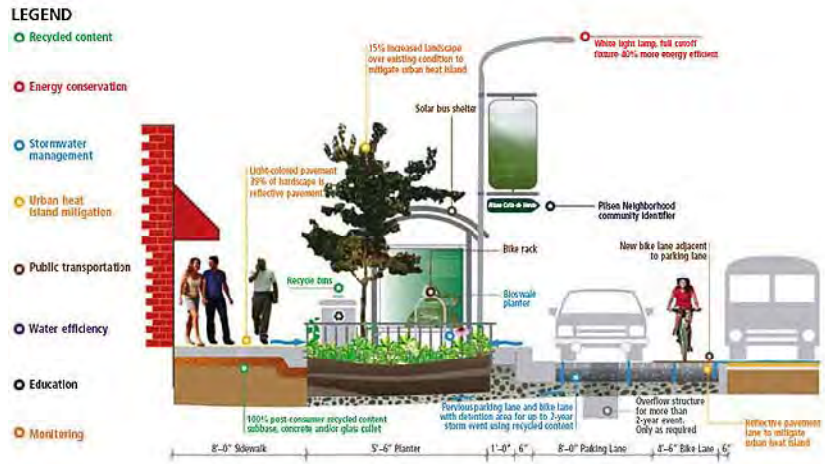 LEGEND
Recycled content
Energy conservation
Stormwater
management
Urban heat
island mitigation
Public transportation
Water efficiency
Education
Monitoring
15% increased landscape
over existing condition to
mitigate urban heat island
White light lamp, full cutoff
fixture 40% more energy efficient
Solar bus shelter
Light-colored pavement
39% of hardscape is
reflective pavement
Pilsen Neighborhood
community identifier
Bike rack
New bike lane adjacent
to parking lane
Recycle bins
Bioswale
planter
100% post-consumer recycled content
subbase, concrete and/or glass cullet
Pervious parking lane and bike lane
with detention area for up to 2-year
storm event using recycled content
Overflow structure
for more than
2-year event.
Only as required
Reflective pavement
lane to mitigate
urban heat island
8'-0" Sidewalk
5'-6" Planter
1'-0"
6"
8'-0" Parking Lane
4'-6" Bike Lane
6"